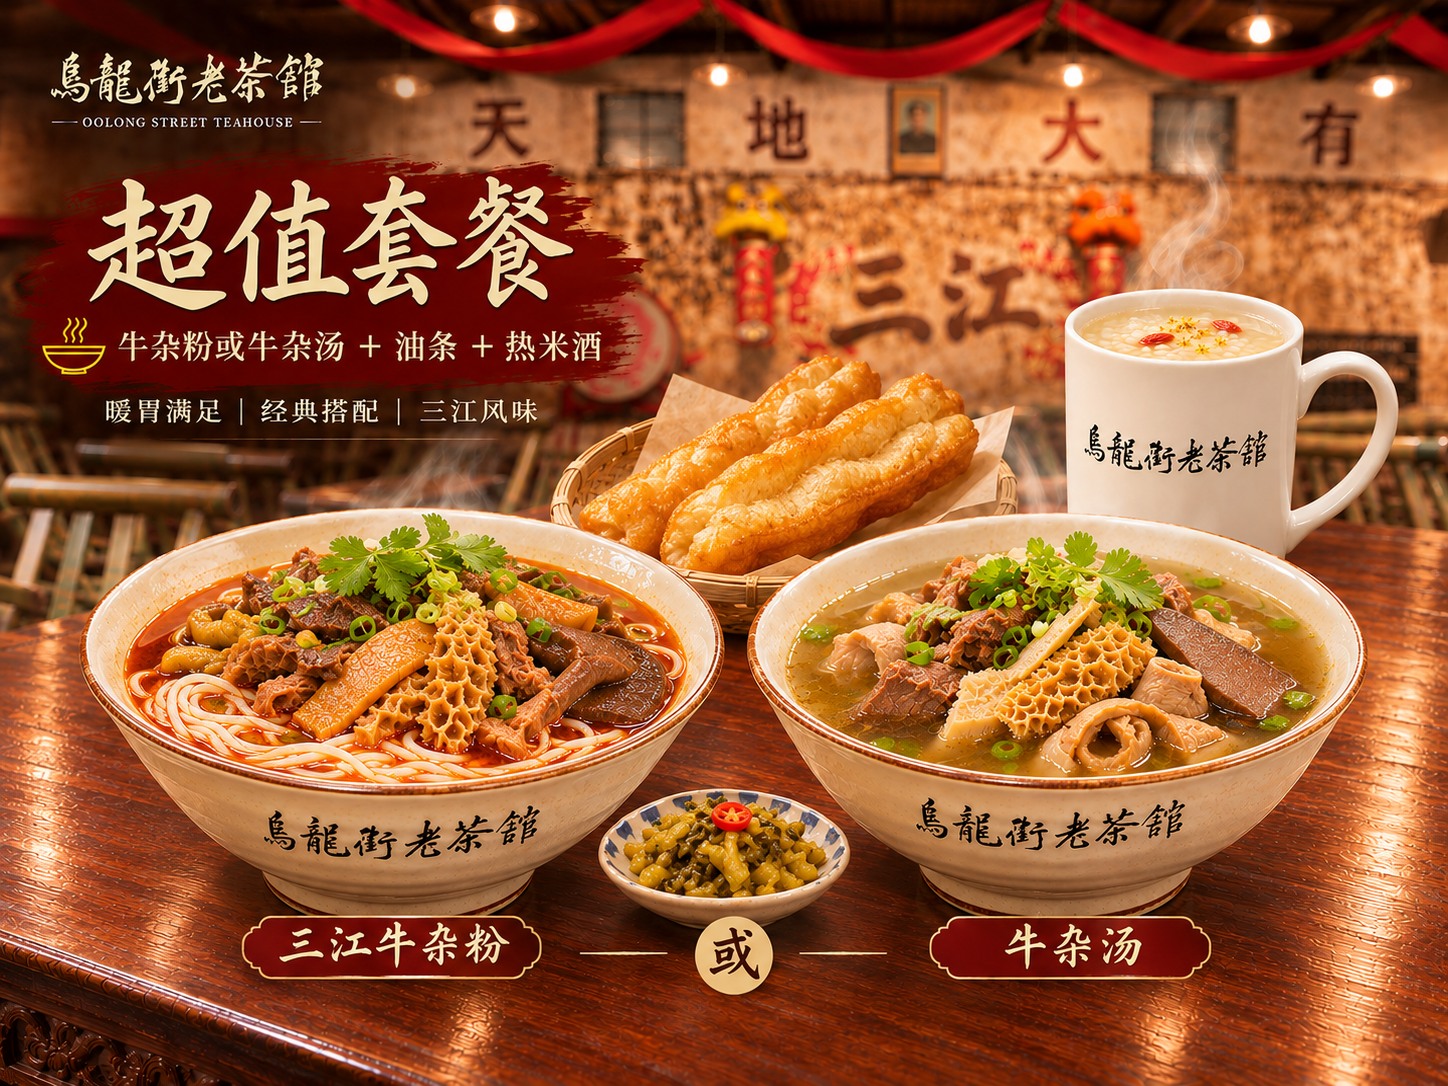 烏龍街老茶館
OOLONG STREET TEAHOUSE
天地大有
超值套餐
牛杂粉或牛杂汤 + 油条 + 热米酒
暖胃满足 | 经典搭配 | 三江风味
三江
烏龍街老茶館
烏龍街老茶館
烏龍街老茶館
三江牛杂粉
或
牛杂汤